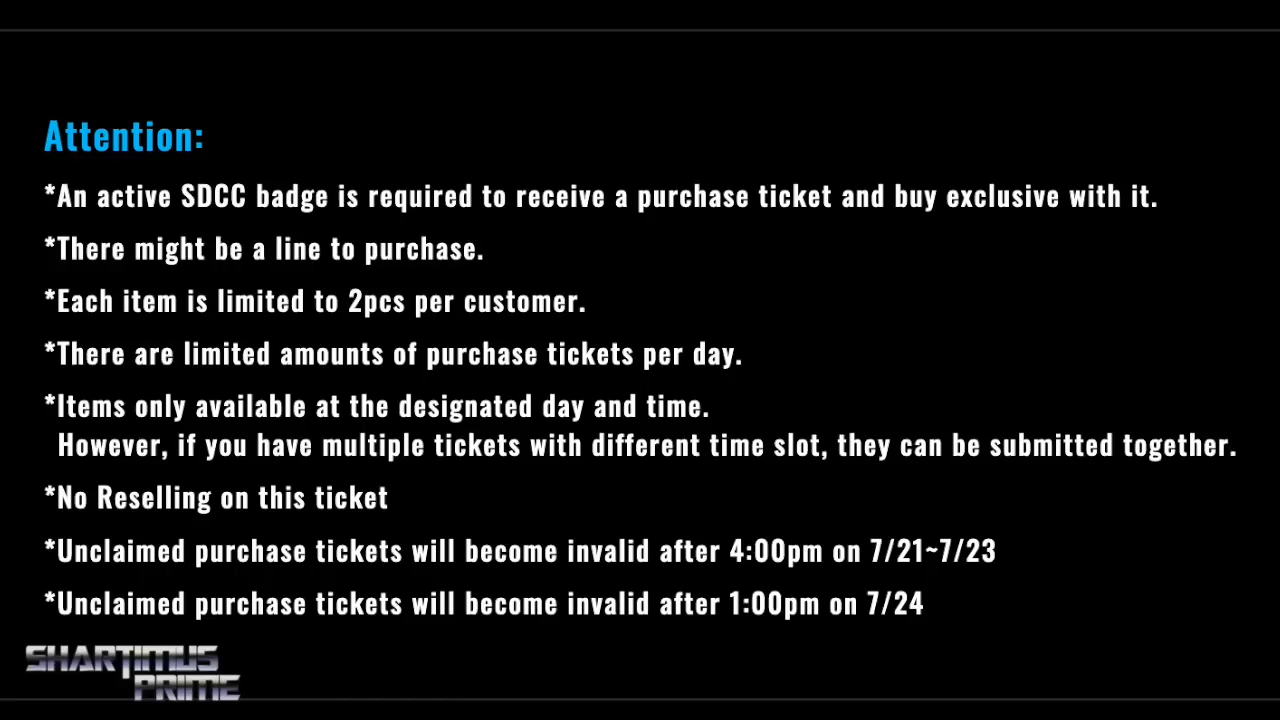 Attention:
*An active SDCC badge is required to receive a purchase ticket and buy exclusive with it.
*There might be a line to purchase.
*Each item is limited to 2pcs per customer.
*There are limited amounts of purchase tickets per day.
*Items only available at the designated day and time.
However, if you have multiple tickets with different time slot, they can be submitted together.
*No Reselling on this ticket
*Unclaimed purchase tickets will become invalid after 4:00pm on 7/21~7/23
*Unclaimed purchase tickets will become invalid after 1:00pm on 7/24
SHARTIMUS
PRIME